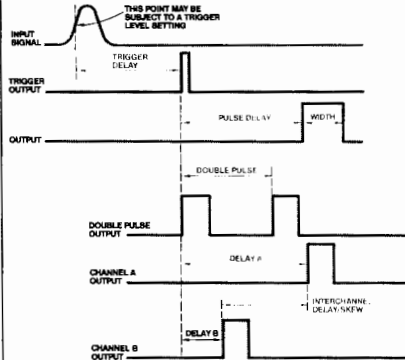 THIS POINT MAY BE
SUBJECT TO A TRIGGER
LEVEL SETTING
INPUT
SIGNAL
TRIGGER
DELAY
TRIGGER
OUTPUT
PULSE DELAY
WIDTH
OUTPUT
DOUBLE PULSE
DOUBLE PULSE
OUTPUT
DELAY A
CHANNEL A
OUTPUT
INTERCHANNEL
DELAY/SKEW
DELAY B
CHANNEL B
OUTPUT